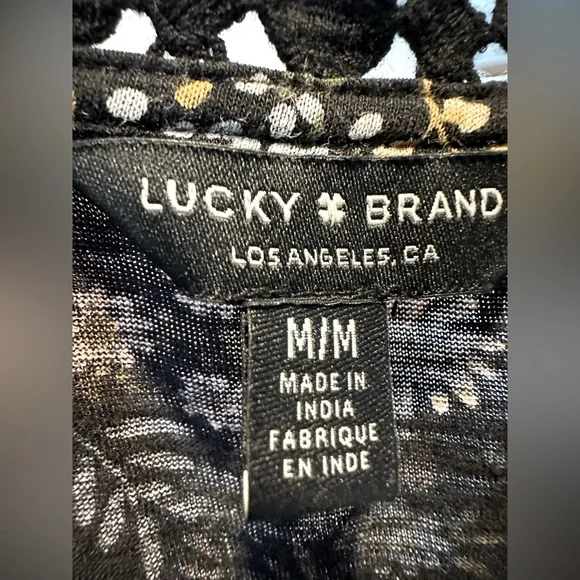 LUCKY BRAND
LOS ANGELES, CA
M/M
MADE IN
INDIA
FABRIQUE
EN INDE